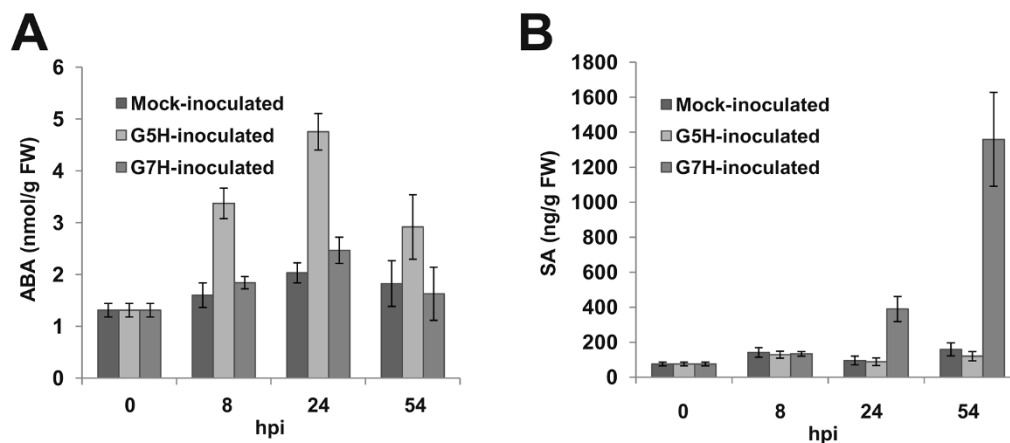 A
ABA (nmol/g FW)
6
5
4
3
2
1
0
Mock-inoculated
G5H-inoculated
G7H-inoculated
0 8 24 54
hpi
B
SA (ng/g FW)
1800
1600
1400
1200
1000
800
600
400
200
0
Mock-inoculated
G5H-inoculated
G7H-inoculated
0 8 24 54
hpi